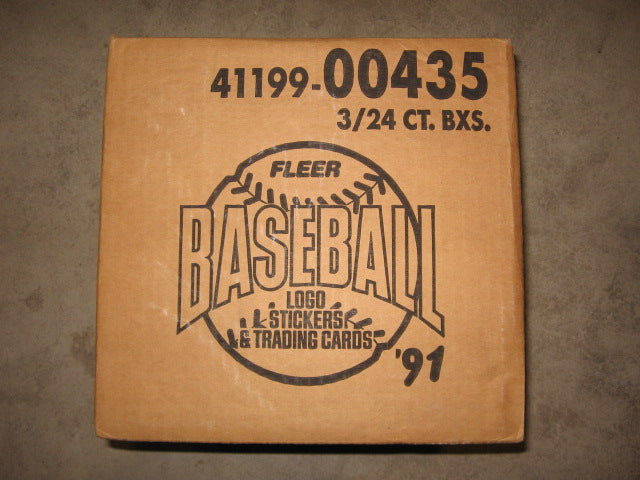 41199-00435
3/24 CT. BXS.
FLEER
BASEBALL
LOGO
STICKERS
& TRADING CARDS
'91